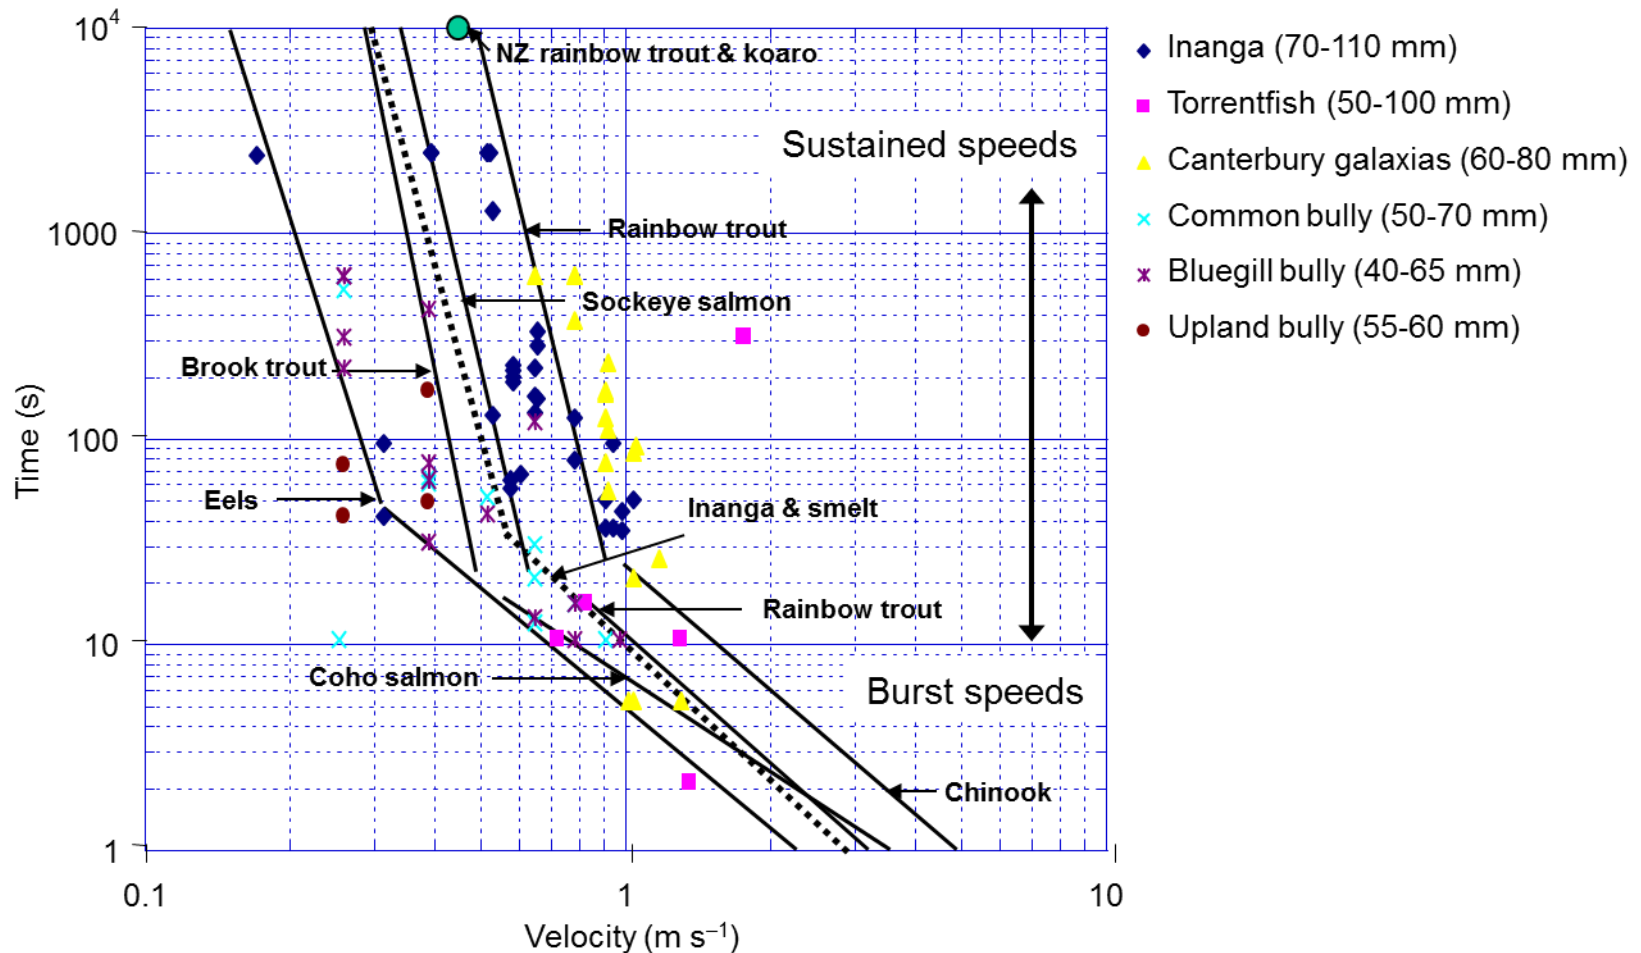 10⁴
1000
100
10
1
Time (s)
0.1
1
10
Velocity (m s⁻¹)
NZ rainbow trout & koaro
Sustained speeds
Rainbow trout
Sockeye salmon
Brook trout
Eels
Inanga & smelt
Rainbow trout
Coho salmon
Burst speeds
Chinook
Inanga (70-110 mm)
Torrentfish (50-100 mm)
Canterbury galaxias (60-80 mm)
Common bully (50-70 mm)
Bluegill bully (40-65 mm)
Upland bully (55-60 mm)